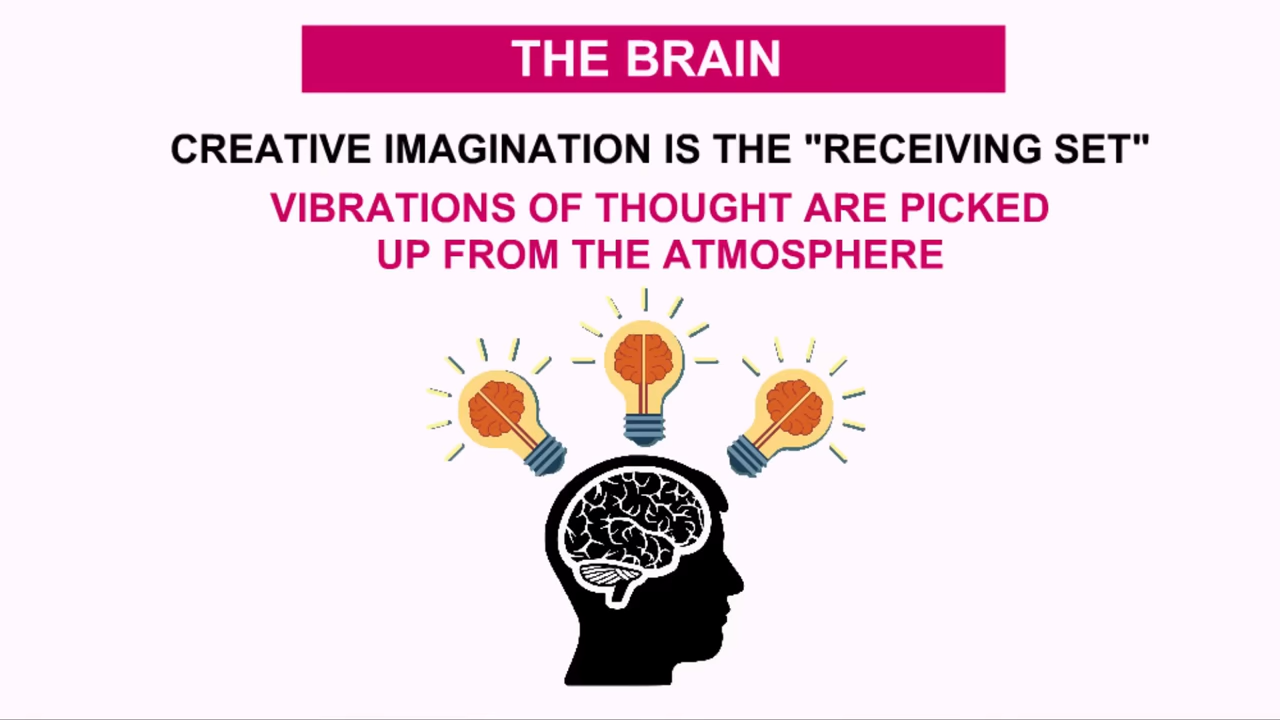 THE BRAIN
CREATIVE IMAGINATION IS THE "RECEIVING SET"
VIBRATIONS OF THOUGHT ARE PICKED
UP FROM THE ATMOSPHERE